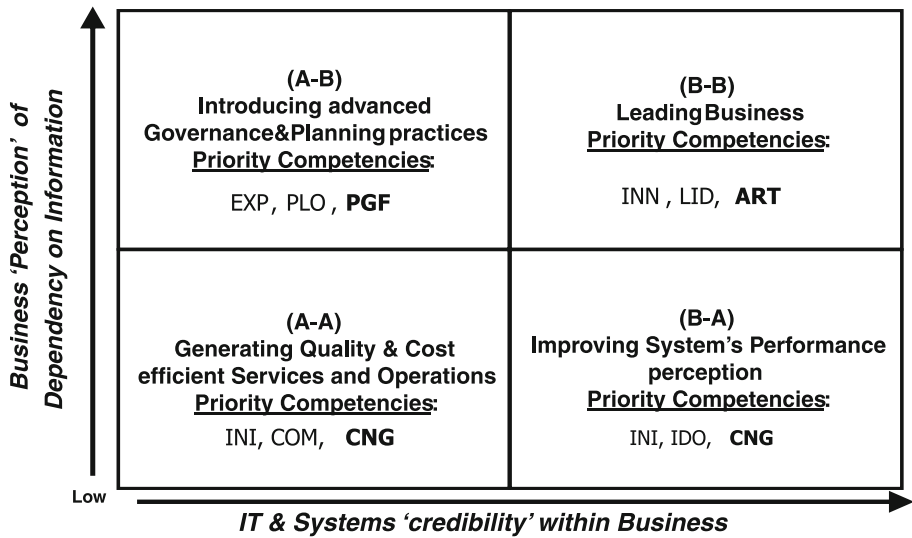 Business ‘Perception’ of
Dependency on Information
(A-B)
Introducing advanced
Governance&Planning practices
Priority Competencies:
EXP, PLO , PGF
(B-B)
LeadingBusiness
Priority Competencies:
INN , LID, ART
(A-A)
Generating Quality & Cost
efficient Services and Operations
Priority Competencies:
INI, COM, CNG
(B-A)
Improving System’s Performance
perception
Priority Competencies:
INI, IDO, CNG
Low
IT & Systems ‘credibility’ within Business